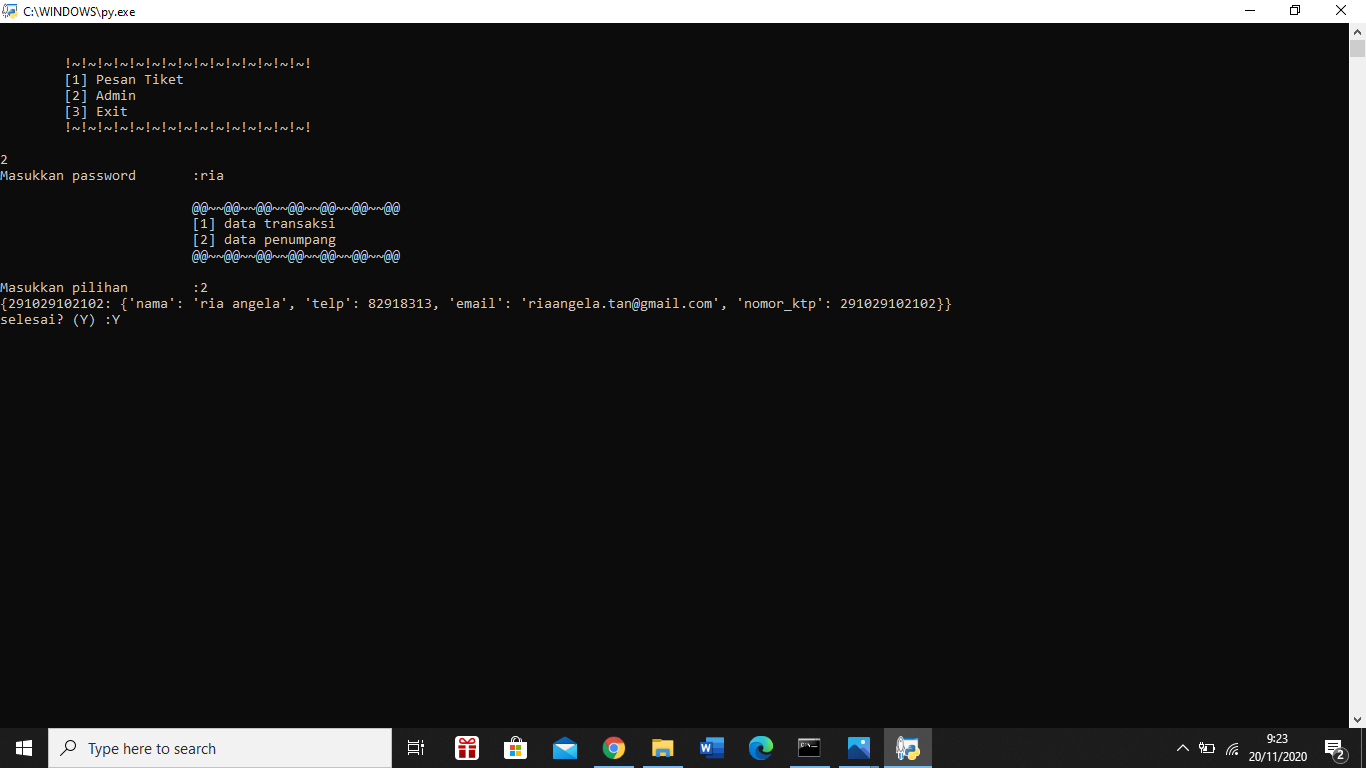 C:\WINDOWS\py.exe
!~!~!~!~!~!~!~!~!~!~!~!~!~!~!~!
[1] Pesan Tiket
[2] Admin
[3] Exit
!~!~!~!~!~!~!~!~!~!~!~!~!~!~!~!
2
Masukkan password :ria
@@~~@@~~@@~~@@~~@@~~@@~~@@
[1] data transaksi
[2] data penumpang
@@~~@@~~@@~~@@~~@@~~@@~~@@
Masukkan pilihan :2
{291029102102: {'nama': 'ria angela', 'telp': 82918313, 'email': 'riaangela.tan@gmail.com', 'nomor_ktp': 291029102102}}
selesai? (Y) :Y
Type here to search
9:23
20/11/2020
2